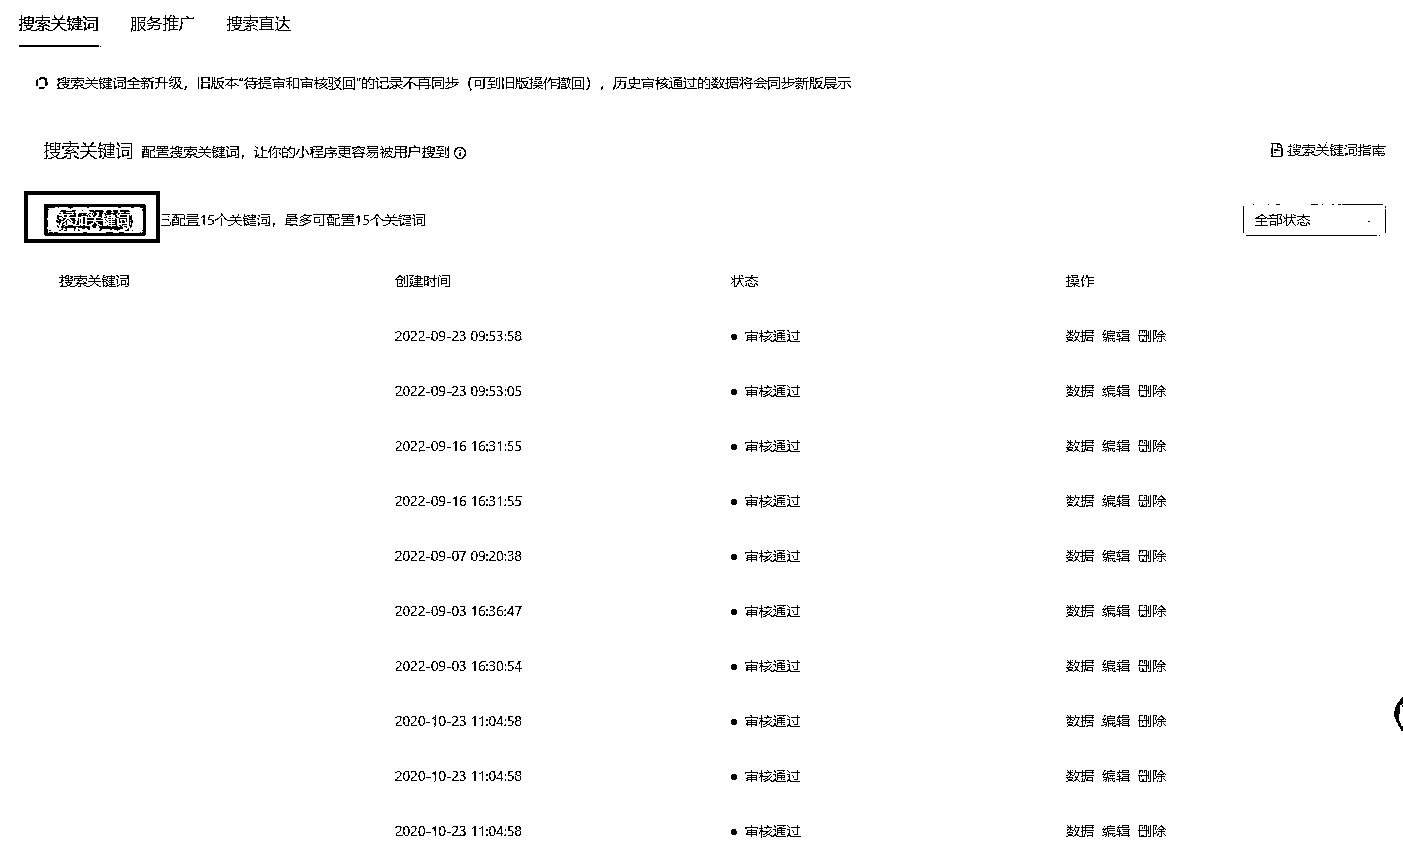 搜索关键词 服务推广 搜索直达
搜索关键词全新升级，旧版本“待提审和审核驳回”的记录不再同步（可到旧版操作撤回），历史审核通过的数据将会同步新版展示
搜索关键词 配置搜索关键词，让你的小程序更容易被用户搜到
搜索关键词指南
添加关键词 已配置15个关键词，最多可配置15个关键词
全部状态
搜索关键词 创建时间 状态 操作
2022-09-23 09:53:58 审核通过 数据 编辑 删除
2022-09-23 09:53:05 审核通过 数据 编辑 删除
2022-09-16 16:31:55 审核通过 数据 编辑 删除
2022-09-16 16:31:55 审核通过 数据 编辑 删除
2022-09-07 09:20:38 审核通过 数据 编辑 删除
2022-09-03 16:36:47 审核通过 数据 编辑 删除
2022-09-03 16:30:54 审核通过 数据 编辑 删除
2020-10-23 11:04:58 审核通过 数据 编辑 删除
2020-10-23 11:04:58 审核通过 数据 编辑 删除
2020-10-23 11:04:58 审核通过 数据 编辑 删除